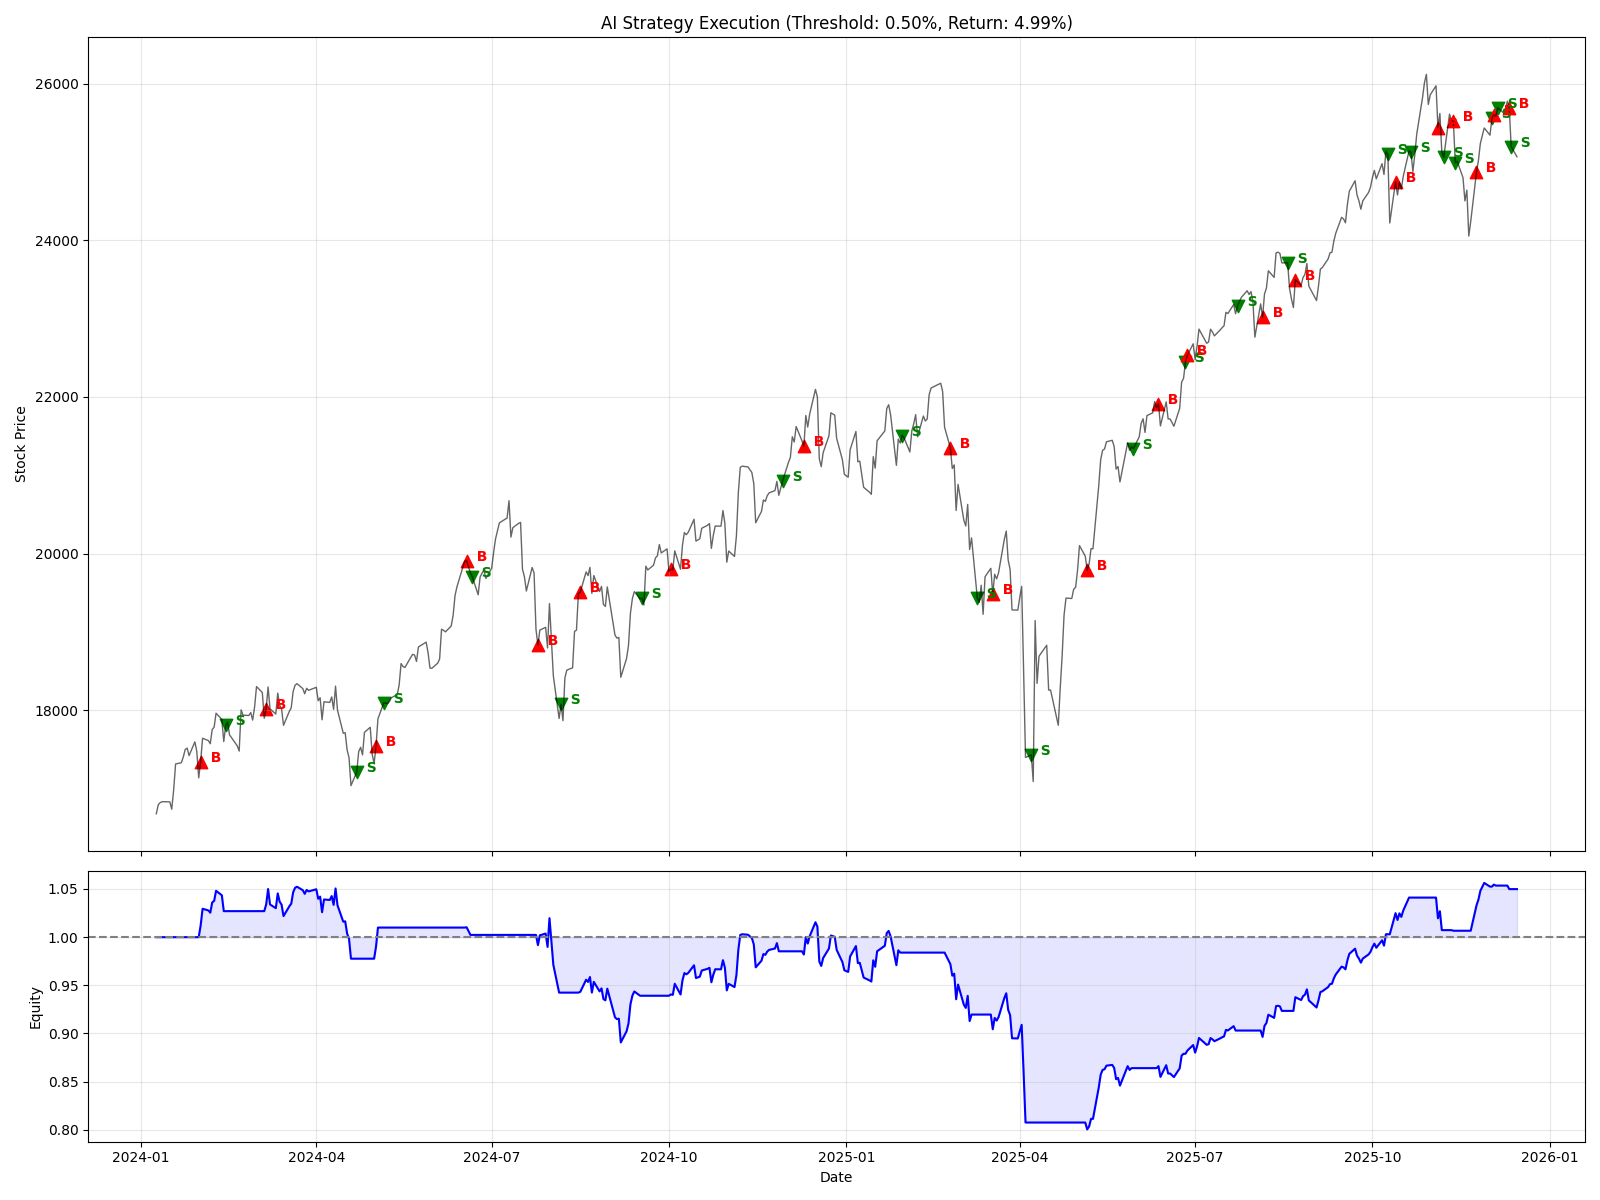 AI Strategy Execution (Threshold: 0.50%, Return: 4.99%)
Stock Price
26000
24000
22000
20000
18000
B
S
B
S
B
S
B
S
B
S
B
S
B
S
B
S
B
S
B
S
B
S
B
S
B
S
B
S
B
S
B
S
B
S
B
S
B
S
B
S
B
S
Equity
1.05
1.00
0.95
0.90
0.85
0.80
2024-01
2024-04
2024-07
2024-10
2025-01
2025-04
2025-07
2025-10
2026-01
Date